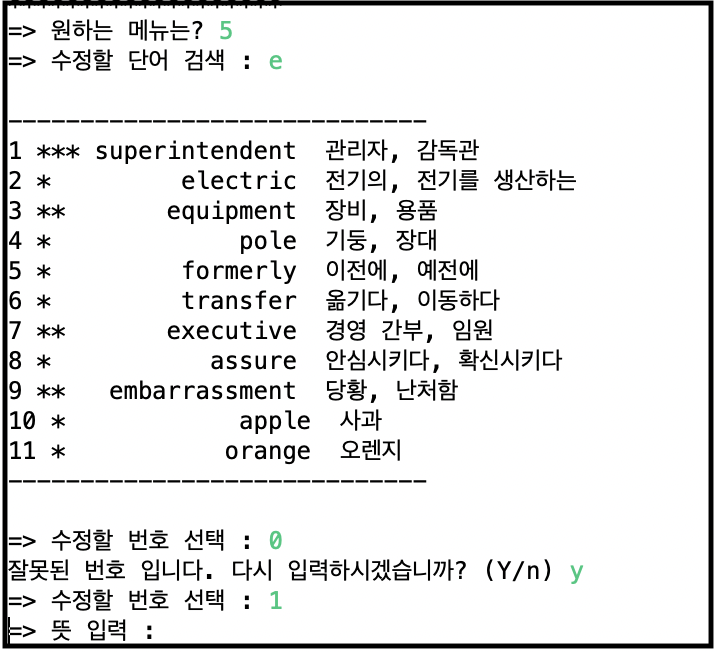 => 원하는 메뉴는? 5
=> 수정할 단어 검색 : e
-----------------------------
1 *** superintendent  관리자, 감독관
2 *         electric  전기의, 전기를 생산하는
3 **       equipment  장비, 용품
4 *             pole  기둥, 장대
5 *         formerly  이전에, 예전에
6 *         transfer  옮기다, 이동하다
7 **       executive  경영 간부, 임원
8 *           assure  안심시키다, 확신시키다
9 **   embarrassment  당황, 난처함
10 *            apple  사과
11 *           orange  오렌지
-----------------------------
=> 수정할 번호 선택 : 0
잘못된 번호 입니다. 다시 입력하시겠습니까? (Y/n) y
=> 수정할 번호 선택 : 1
=> 뜻 입력 :